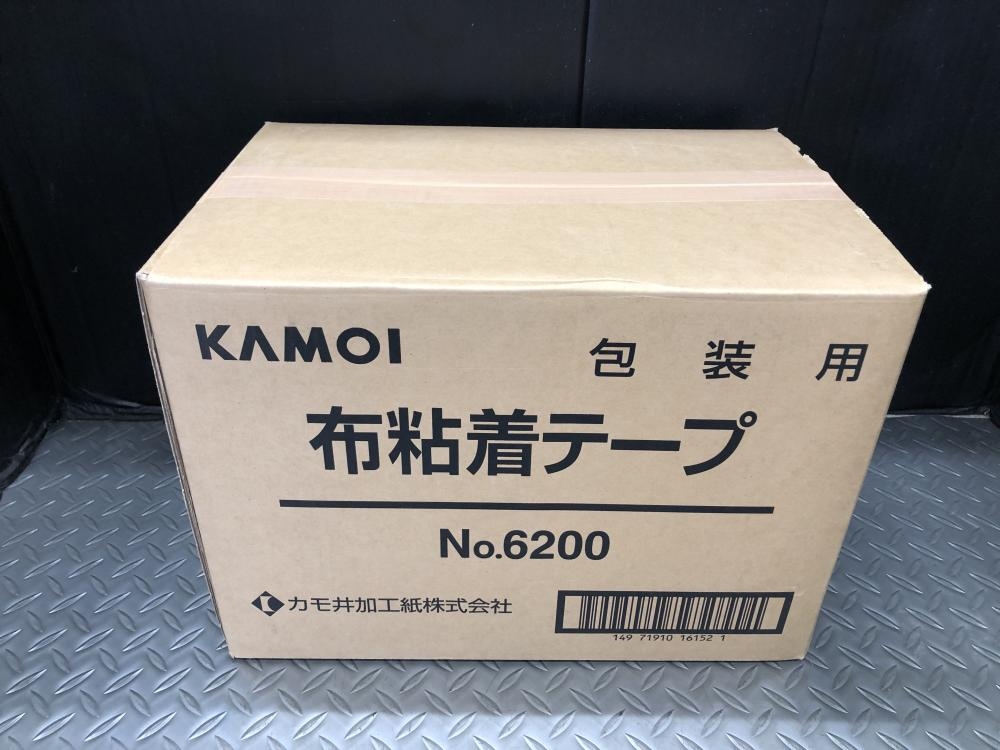 KAMOI
包装用
布粘着テープ
No.6200
カモ井加工紙株式会社
149 71910 16152 1